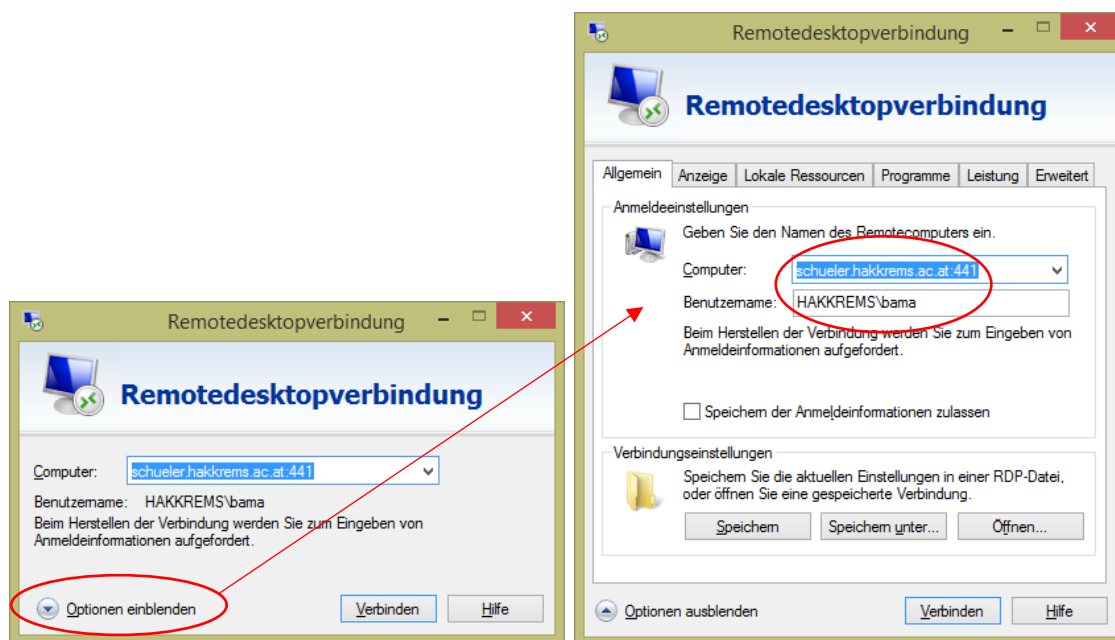 Remotedesktopverbindung
Remotedesktopverbindung
Computer: schueler.hakkrems.ac.at:441
Benutzername: HAKKREMS\bama
Beim Herstellen der Verbindung werden Sie zum Eingeben von
Anmeldeinformationen aufgefordert.
Optionen einblenden
Verbinden
Hilfe
Remotedesktopverbindung
Remotedesktopverbindung
Allgemein Anzeige Lokale Ressourcen Programme Leistung Erweitert
Anmeldeeinstellungen
Geben Sie den Namen des Remotecomputers ein.
Computer: schueler.hakkrems.ac.at:441
Benutzername: HAKKREMS\bama
Beim Herstellen der Verbindung werden Sie zum Eingeben von
Anmeldeinformationen aufgefordert.
Speichern der Anmeldeinformationen zulassen
Verbindungseinstellungen
Speichern Sie die aktuellen Einstellungen in einer RDP-Datei,
oder öffnen Sie eine gespeicherte Verbindung.
Speichern
Speichern unter...
Öffnen...
Optionen ausblenden
Verbinden
Hilfe